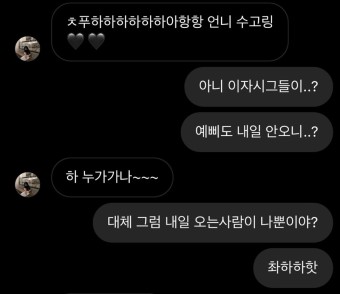 ㅊ푸하하하하하하아항항 언니 수고링
🖤🖤
아니 이자시그들이..?
예삐도 내일 안오니..?
하 누가가나~~~
대체 그럼 내일 오는사람이 나뿐이야?
촤하하핫